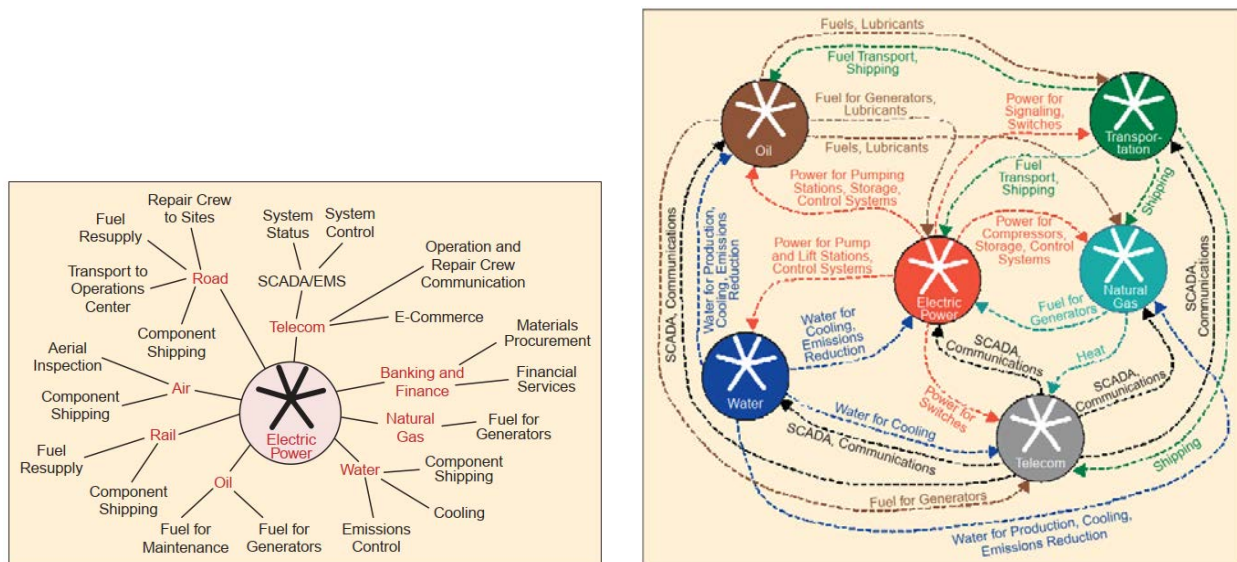 Repair Crew
to Sites
Fuel
Resupply
Transport to
Operations
Center
Road
Component
Shipping
System
Status
System
Control
SCADA/EMS
Operation and
Repair Crew
Communication
Telecom
E-Commerce
Materials
Procurement
Banking and
Finance
Financial
Services
Aerial
Inspection
Air
Component
Shipping
Natural
Gas
Fuel for
Generators
Rail
Fuel
Resupply
Component
Shipping
Electric
Power
Water
Component
Shipping
Cooling
Emissions
Control
Oil
Fuel for
Maintenance
Fuel for
Generators
Fuels, Lubricants
Fuel Transport,
Shipping
Oil
Fuel for Generators,
Lubricants
Power for
Signaling,
Switches
Transpor-
tation
Fuels, Lubricants
Fuel
Transport,
Shipping
Shipping
Power for Pumping
Stations, Storage,
Control Systems
Power for
Compressors,
Storage, Control
Systems
SCADA, Communications
Water for Production,
Cooling, Emissions
Reduction
Power for Pump
and Lift Stations,
Control Systems
Electric
Power
Natural
Gas
Fuel for
Generators
SCADA,
Communications
Water for
Cooling,
Emissions
Reduction
Heat
SCADA,
Communications
SCADA,
Communications
Water
Power for
Switches
Water for Cooling
SCADA, Communications
Telecom
Shipping
Fuel for Generators
Water for Production, Cooling,
Emissions Reduction